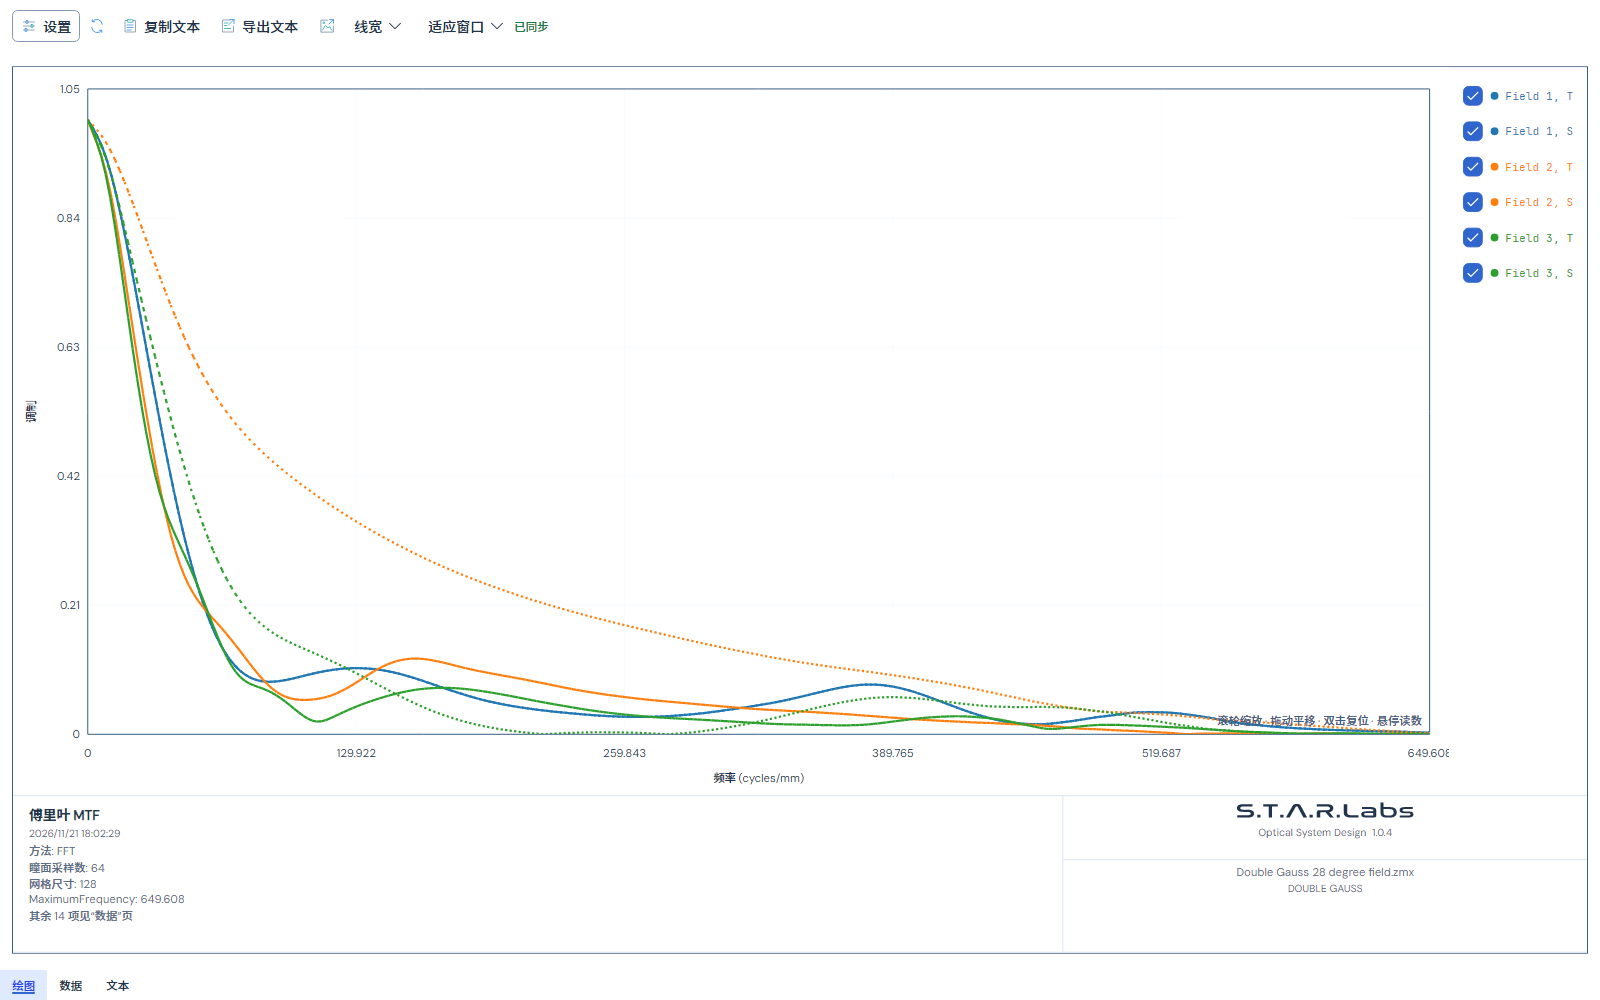 设置 复制文本 导出文本 线宽 适应窗口 已同步
1.05
0.84
0.63
0.42
0.21
0
调制
0 129.922 259.843 389.765 519.687 649.608
频率 (cycles/mm)
滚轮缩放 · 拖动平移 · 双击复位 · 悬停读数
Field 1, T
Field 1, S
Field 2, T
Field 2, S
Field 3, T
Field 3, S
傅里叶 MTF
2026/11/21 18:02:29
方法: FFT
瞳面采样数: 64
网格尺寸: 128
MaximumFrequency: 649.608
其余 14 项见“数据”页
S.T.A.R.Labs
Optical System Design 1.0.4
Double Gauss 28 degree field.zmx
DOUBLE GAUSS
绘图 数据 文本